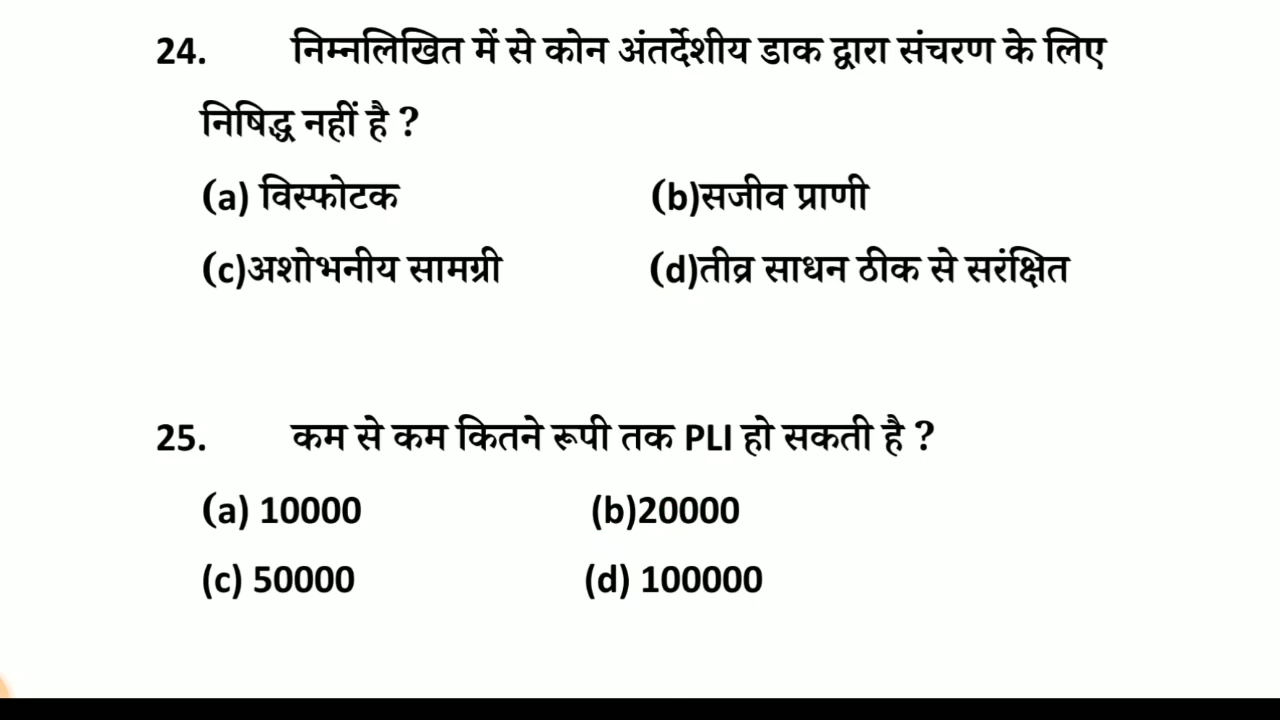 24. निम्नलिखित में से कोन अंतर्देशीय डाक द्वारा संचरण के लिए
निषिद्ध नहीं है ?
(a) विस्फोटक (b)सजीव प्राणी
(c)अशोभनीय सामग्री (d)तीव्र साधन ठीक से सरंक्षित
25. कम से कम कितने रूपी तक PLI हो सकती है ?
(a) 10000 (b)20000
(c) 50000 (d) 100000